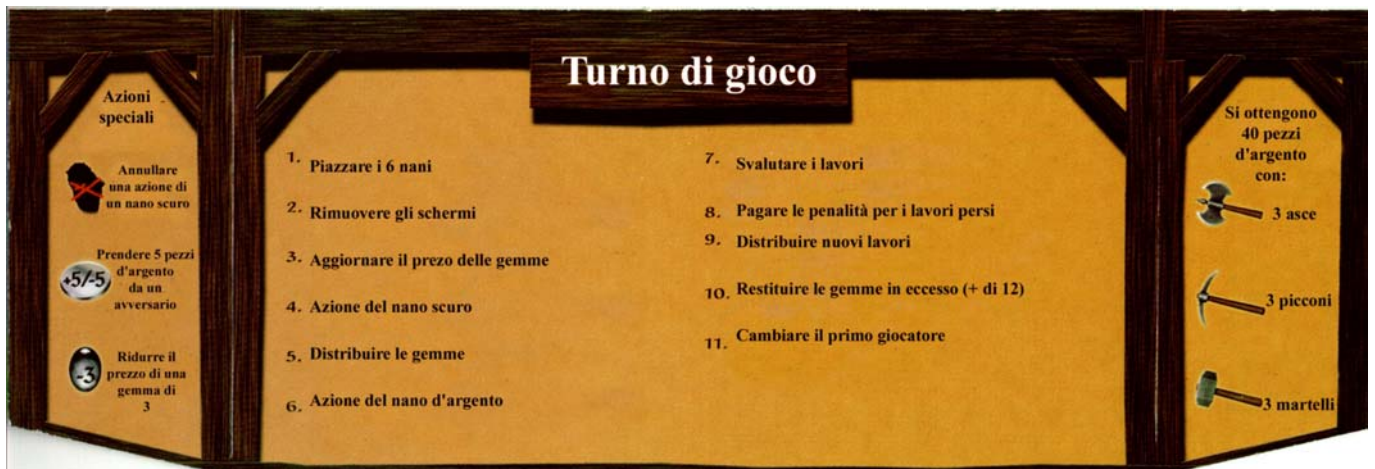 Turno di gioco
Azioni
speciali
Annullare
una azione di
un nano scuro
+5/-5
Prendere 5 pezzi
d'argento
da un
avversario
-3
Ridurre il
prezzo di una
gemma di
3
1. Piazzare i 6 nani
2. Rimuovere gli schermi
3. Aggiornare il prezo delle gemme
4. Azione del nano scuro
5. Distribuire le gemme
6. Azione del nano d'argento
7. Svalutare i lavori
8. Pagare le penalità per i lavori persi
9. Distribuire nuovi lavori
10. Restituire le gemme in eccesso (+ di 12)
11. Cambiare il primo giocatore
Si ottengono
40 pezzi
d'argento
con:
3 asce
3 picconi
3 martelli